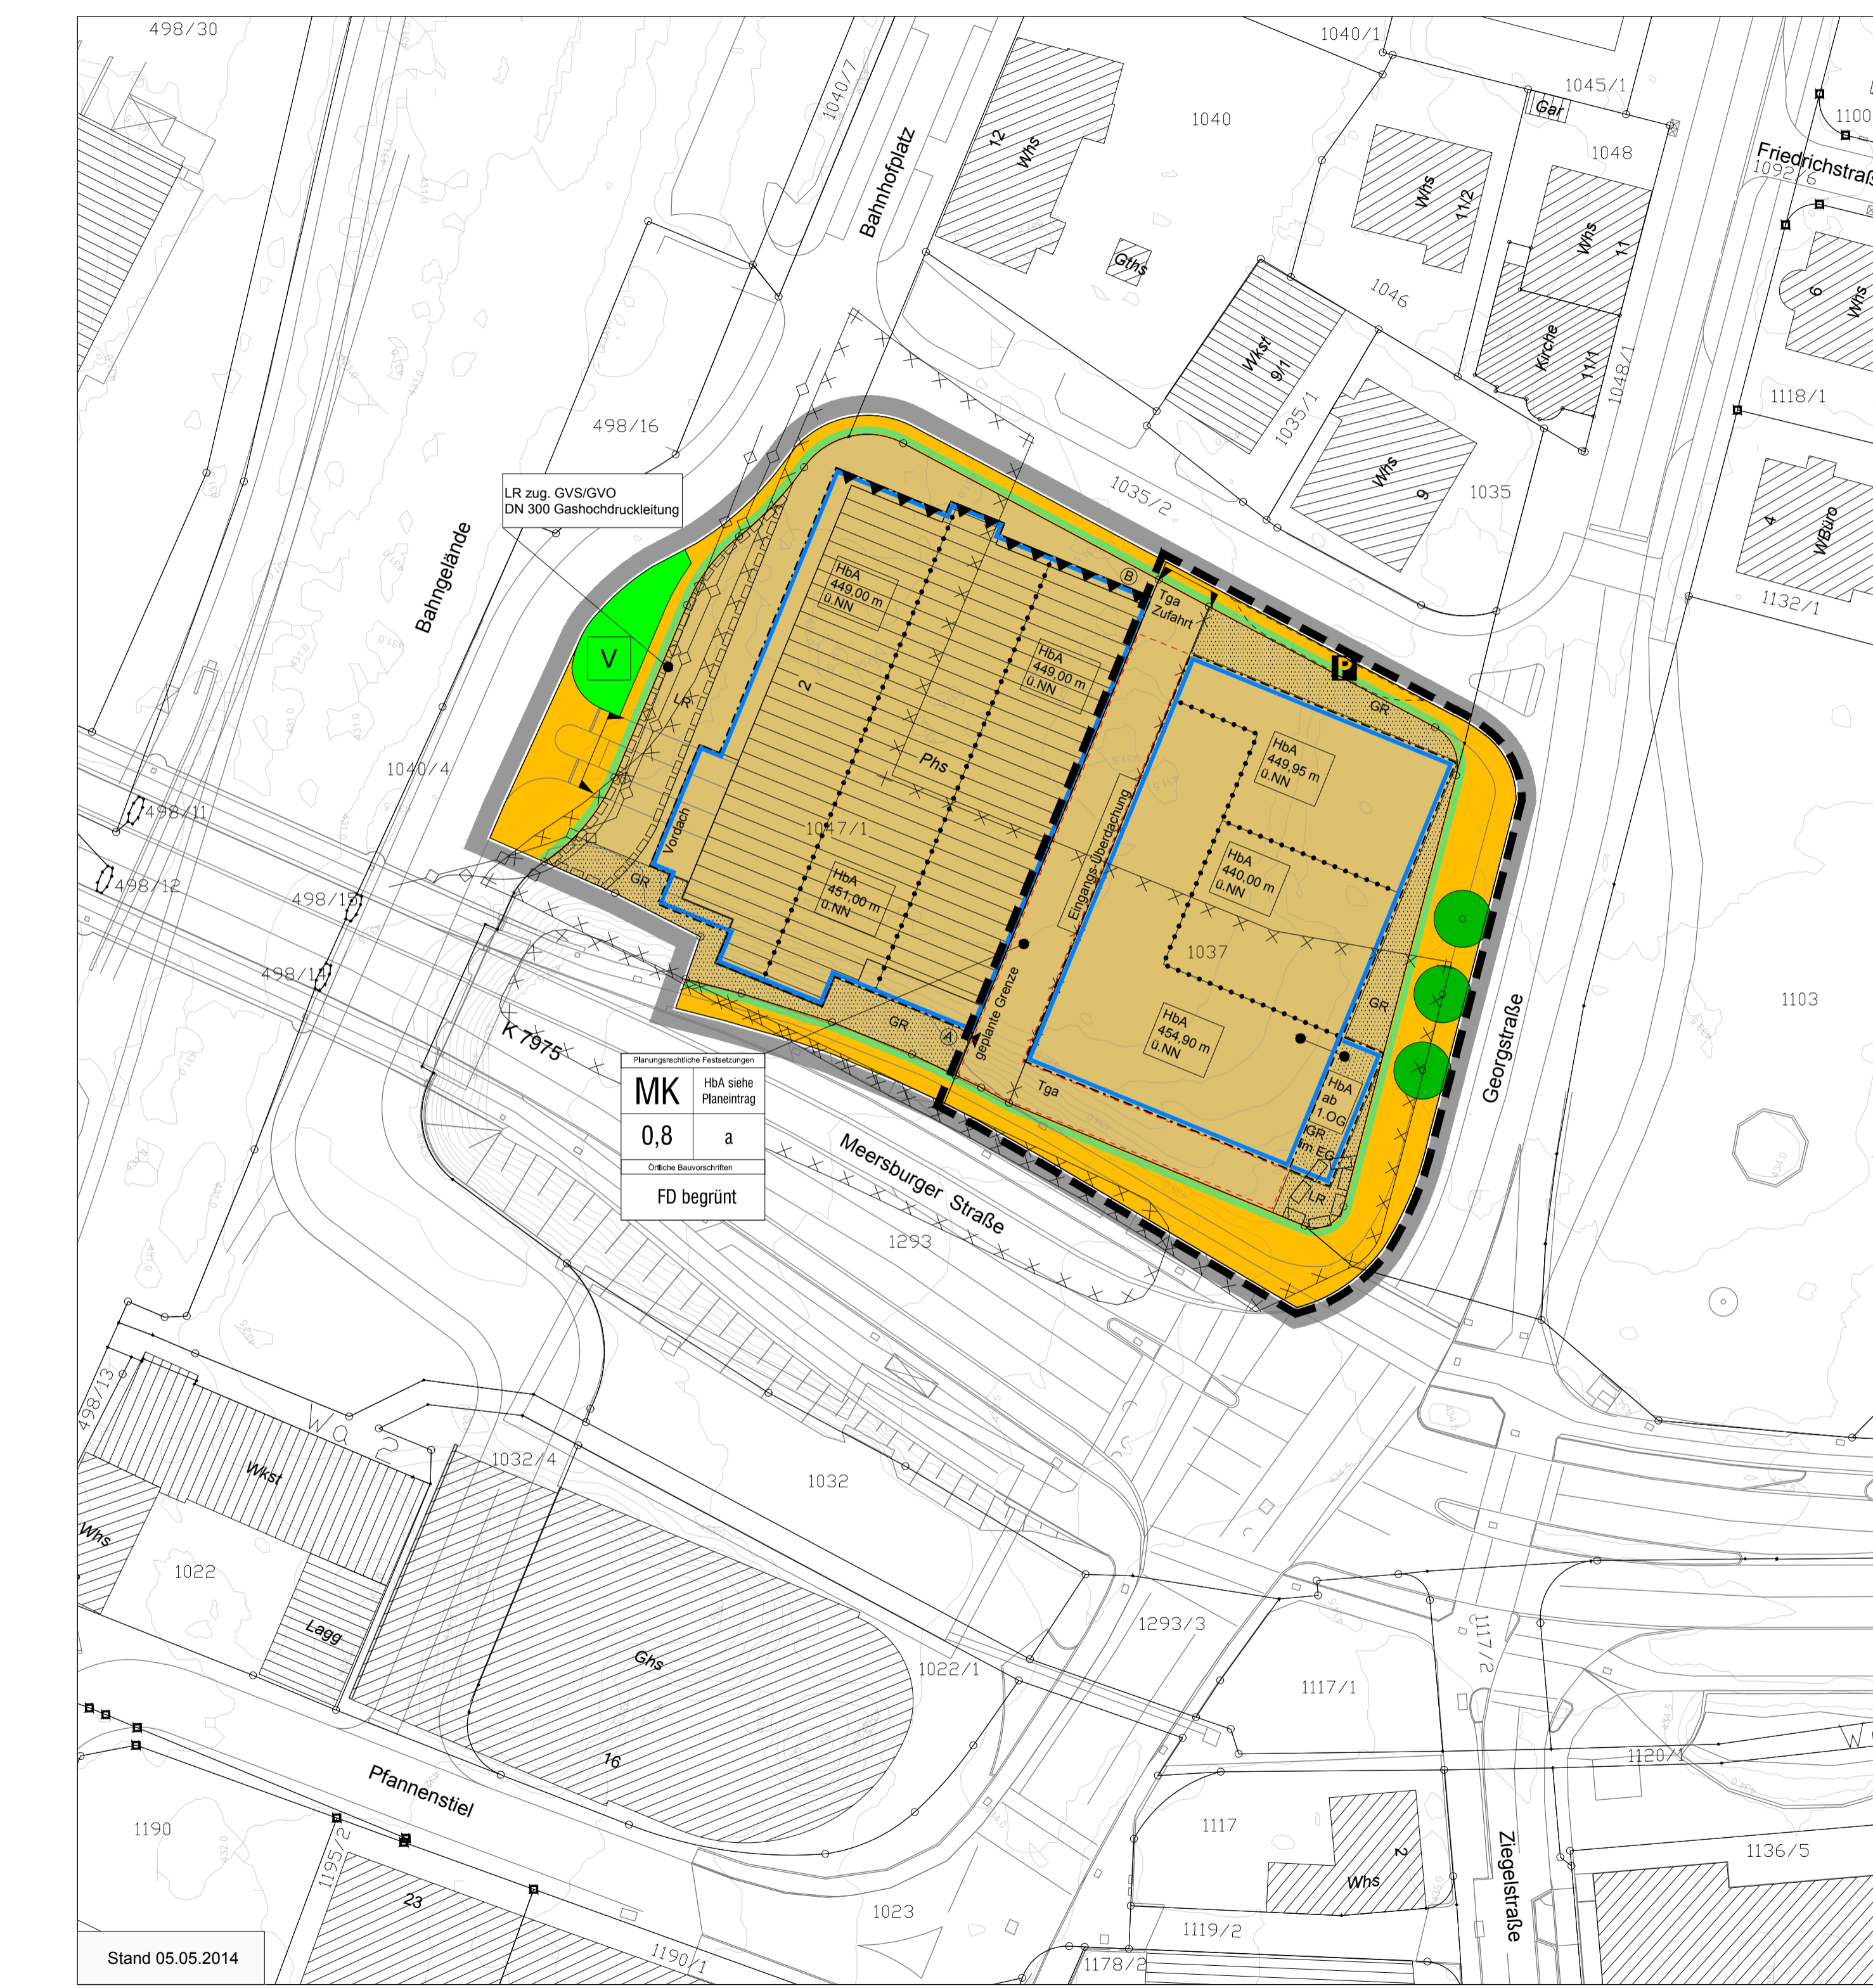 498/30
1040/7
Bahnhofplatz
12
Whs
1040
1040/1
1045/1
Gar
1048
1100
Friedrichstraß
1092/6
Whs
11/2
Whs
11
Gths
1046
6
Whs
Wkst
9/1
Kirche
11/1
1048/1
1035/1
1118/1
498/16
LR zug. GVS/GVO
DN 300 Gashochdruckleitung
1035/2
Whs
9
1035
4
WBüro
Bahngelände
HbA
449,00 m
ü.NN
B
Tga
Zufahrt
1132/1
V
LR
2
HbA
449,00 m
ü.NN
P
GR
1040/4
Phs
HbA
449,95 m
ü.NN
498/11
Vordach
1047/1
Eingangs-Überdachung
498/12
498/15
GR
HbA
451,00 m
ü.NN
HbA
440,00 m
ü.NN
1037
498/14
GR
1103
K 7975
GR
A
geplante Grenze
HbA
454,90 m
ü.NN
Georgstraße
Planungsrechtliche Festsetzungen
MK
HbA siehe
Planeintrag
0,8
a
Örtliche Bauvorschriften
FD begrünt
Tga
HbA
ab
1.OG
GR
im EG
LR
Meersburger Straße
1293
498/13
Wa 2
Wkst
1032/4
1032
Whs
1022
Lagg
Ghs
1022/1
1293/3
1117/2
1117/1
16
1120/1
Pfannenstiel
1190
1195/2
23
1117
2
Whs
Ziegelstraße
1136/5
1023
1119/2
1190/1
1178/2
Stand 05.05.2014